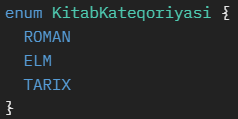 enum KitabKateqoriyasi {
  ROMAN
  ELM
  TARIX
}